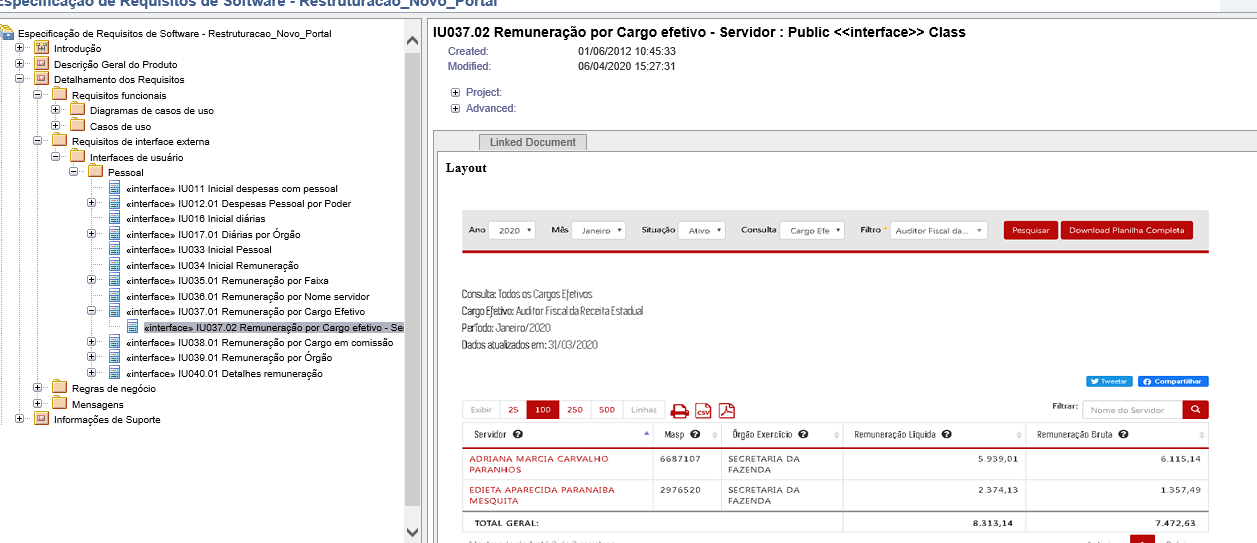 Especificação de Requisitos de Software - Restruturacao_Novo_Portal
Especificação de Requisitos de Software - Restruturacao_Novo_Portal
Introdução
Descrição Geral do Produto
Detalhamento dos Requisitos
Requisitos funcionais
Diagramas de casos de uso
Casos de uso
Requisitos de interface externa
Interfaces de usuário
Pessoal
«interface» IU011 Inicial despesas com pessoal
«interface» IU012.01 Despesas Pessoal por Poder
«interface» IU016 Inicial diárias
«interface» IU017.01 Diárias por Órgão
«interface» IU033 Inicial Pessoal
«interface» IU034 Inicial Remuneração
«interface» IU035.01 Remuneração por Faixa
«interface» IU036.01 Remuneração por Nome servidor
«interface» IU037.01 Remuneração por Cargo Efetivo
«interface» IU037.02 Remuneração por Cargo efetivo - Se
«interface» IU038.01 Remuneração por Cargo em comissão
«interface» IU039.01 Remuneração por Órgão
«interface» IU040.01 Detalhes remuneração
Regras de negócio
Mensagens
Informações de Suporte
IU037.02 Remuneração por Cargo efetivo - Servidor : Public <<interface>> Class
Created: 01/06/2012 10:45:33
Modified: 06/04/2020 15:27:31
Project:
Advanced:
Linked Document
Layout
Ano 2020 Mês Janeiro Situação Ativo Consulta Cargo Efe Filtro * Auditor Fiscal da... Pesquisar Download Planilha Completa
Consulta: Todos os Cargos Efetivos
Cargo Efetivo: Auditor Fiscal da Receita Estadual
Período: Janeiro/2020
Dados atualizados em: 31/03/2020
Tweetar Compartilhar
Exibir 25 100 250 500 Linhas CSV Filtrar: Nome do Servidor
Servidor ? Masp ? Órgão Exercício ? Remuneração Líquida ? Remuneração Bruta ?
ADRIANA MARCIA CARVALHO PARANHOS 6687107 SECRETARIA DA FAZENDA 5.939,01 6.115,14
EDIETA APARECIDA PARANAIBA MESQUITA 2976520 SECRETARIA DA FAZENDA 2.374,13 1.357,49
TOTAL GERAL: 8.313,14 7.472,63